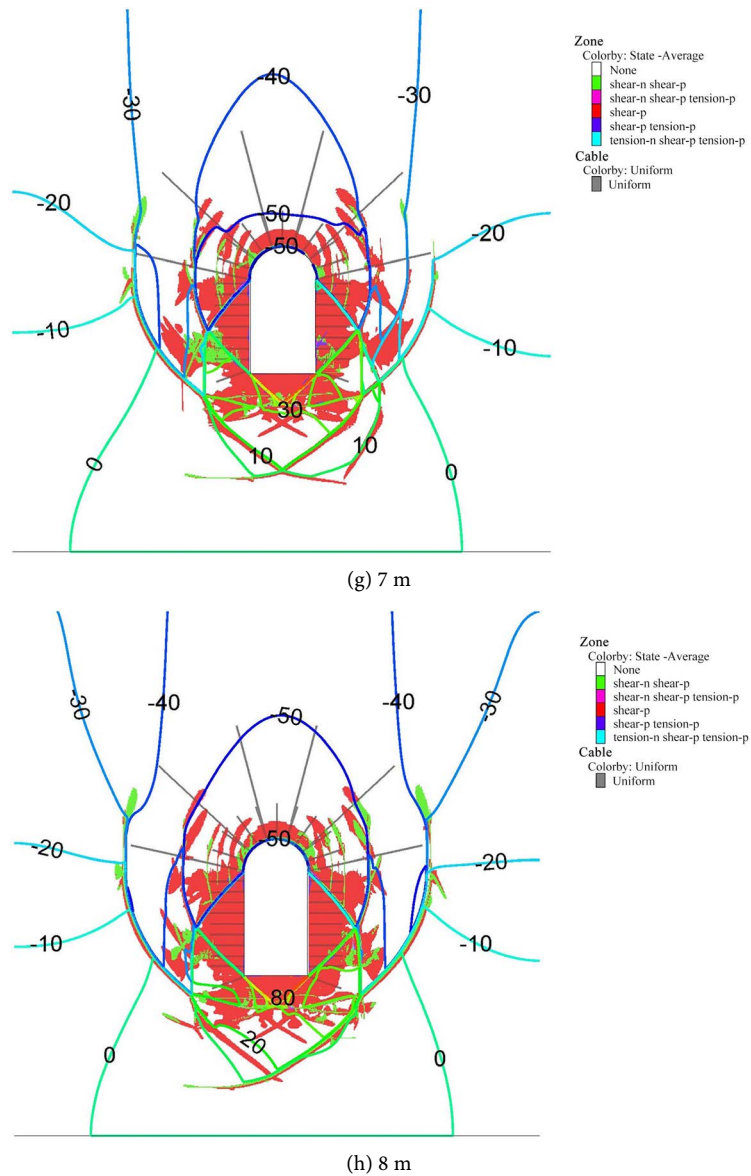 Zone
Colorby: State -Average
None
shear-n shear-p
shear-n shear-p tension-p
shear-p
shear-p tension-p
tension-n shear-p tension-p
Cable
Colorby: Uniform
Uniform
-40
-30
-30
-20
-50
-20
-50
-10
-10
30
10
10
0
0
(g) 7 m
Zone
Colorby: State -Average
None
shear-n shear-p
shear-n shear-p tension-p
shear-p
shear-p tension-p
tension-n shear-p tension-p
Cable
Colorby: Uniform
Uniform
-30
-40
-50
-40
-30
-50
-20
-20
-10
-10
80
20
0
0
(h) 8 m